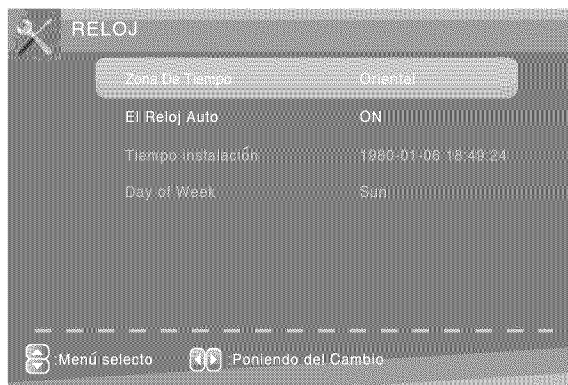 RELOJ
Zona De Tiempo Oriental
El Reloj Auto ON
Tiempo instalación 1980-01-06 18:49:24
Day of Week Sun
:Menú selecto :Poniendo del Cambio